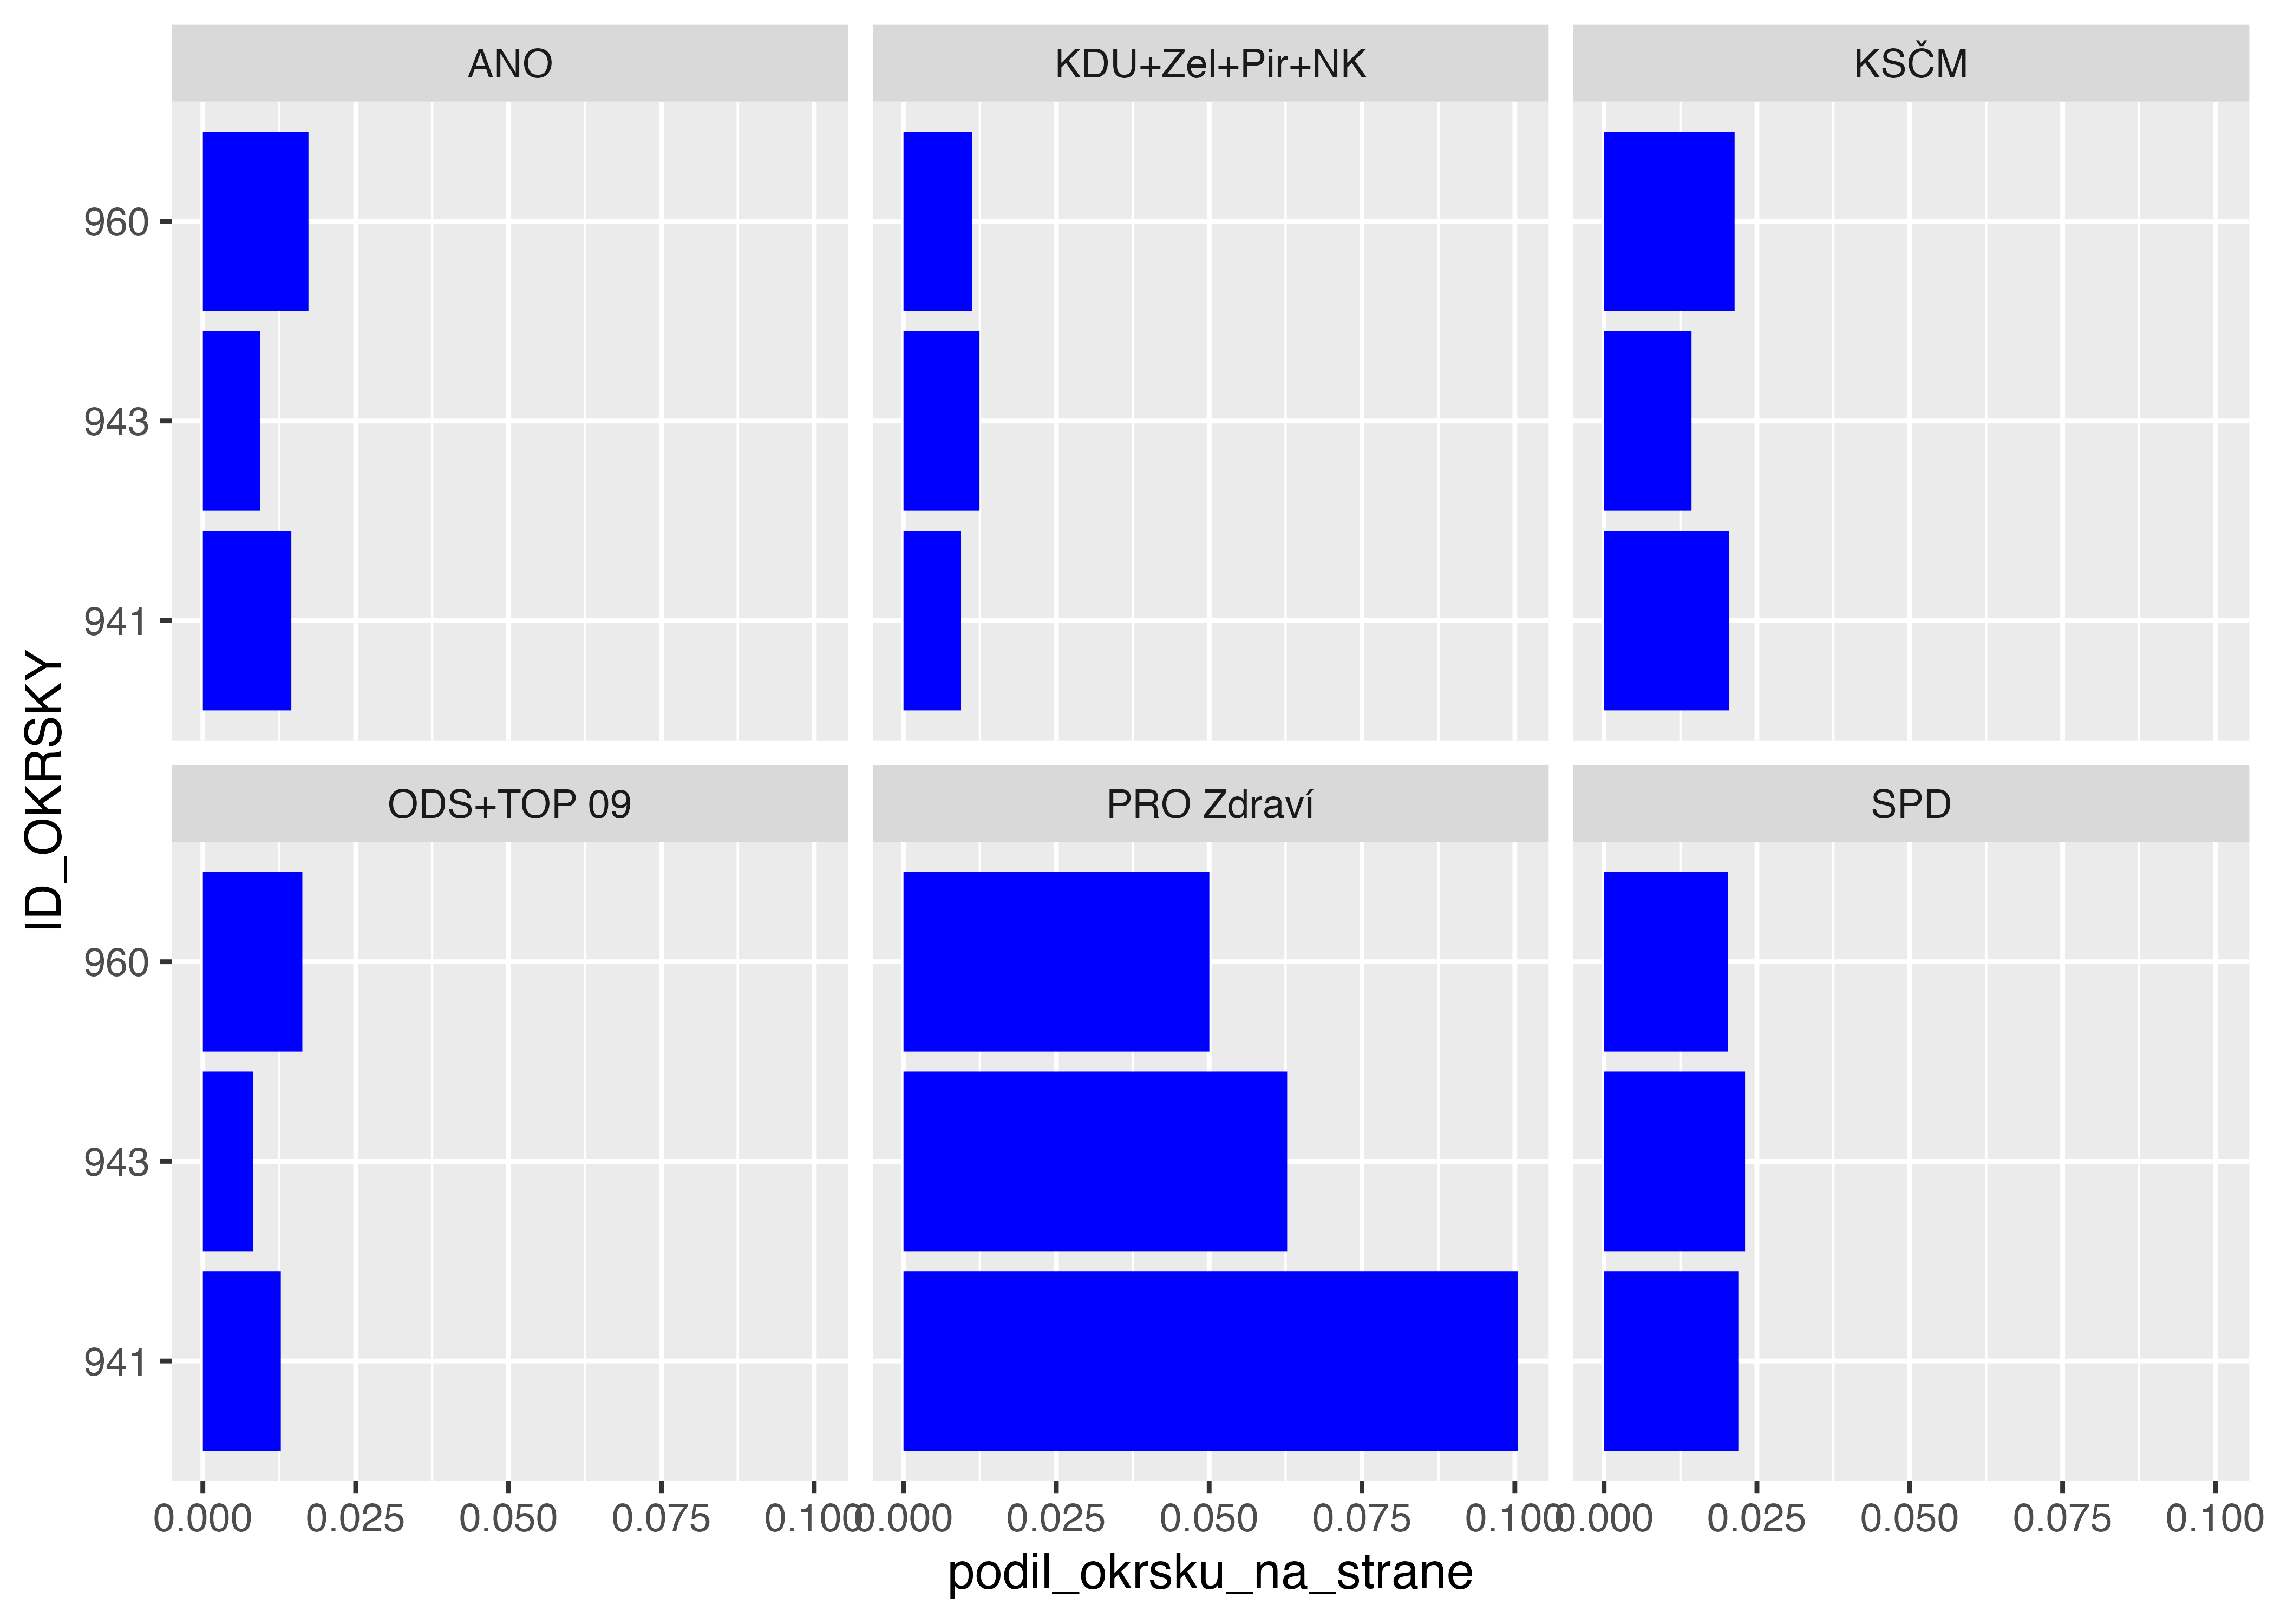 ANO
KDU+Zel+Pir+NK
KSČM
960
943
941
ID_OKRSKY
ODS+TOP 09
PRO Zdraví
SPD
960
943
941
0.000 0.025 0.050 0.075 0.100 0.000 0.025 0.050 0.075 0.100 0.000 0.025 0.050 0.075 0.100
podil_okrsku_na_strane